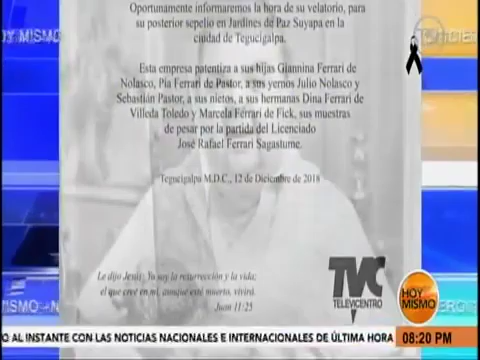 Oportunamente informaremos la hora de su velatorio, para
su posterior sepelio en Jardines de Paz Suyapa en la
ciudad de Tegucigalpa.
Esta empresa patentiza a sus hijas Giannina Ferrari de
Nolasco, Pía Ferrari de Pastor, a sus yernos Julio Nolasco y
Sebastián Pastor, a sus nietos, a sus hermanas Dina Ferrari de
Villeda Toledo y Marcela Ferrari de Fick, sus muestras
de pesar por la partida del Licenciado
José Rafael Ferrari Sagastume.
Tegucigalpa M.D.C., 12 de Diciembre de 2018
Le dijo Jesús: Yo soy la resurrección y la vida;
el que cree en mí, aunque esté muerto, vivirá.
Juan 11:25
TVC
TELEVICENTRO
HOY
MISMO
O AL INSTANTE CON LAS NOTICIAS NACIONALES E INTERNACIONALES DE ÚLTIMA HORA
08:20 PM